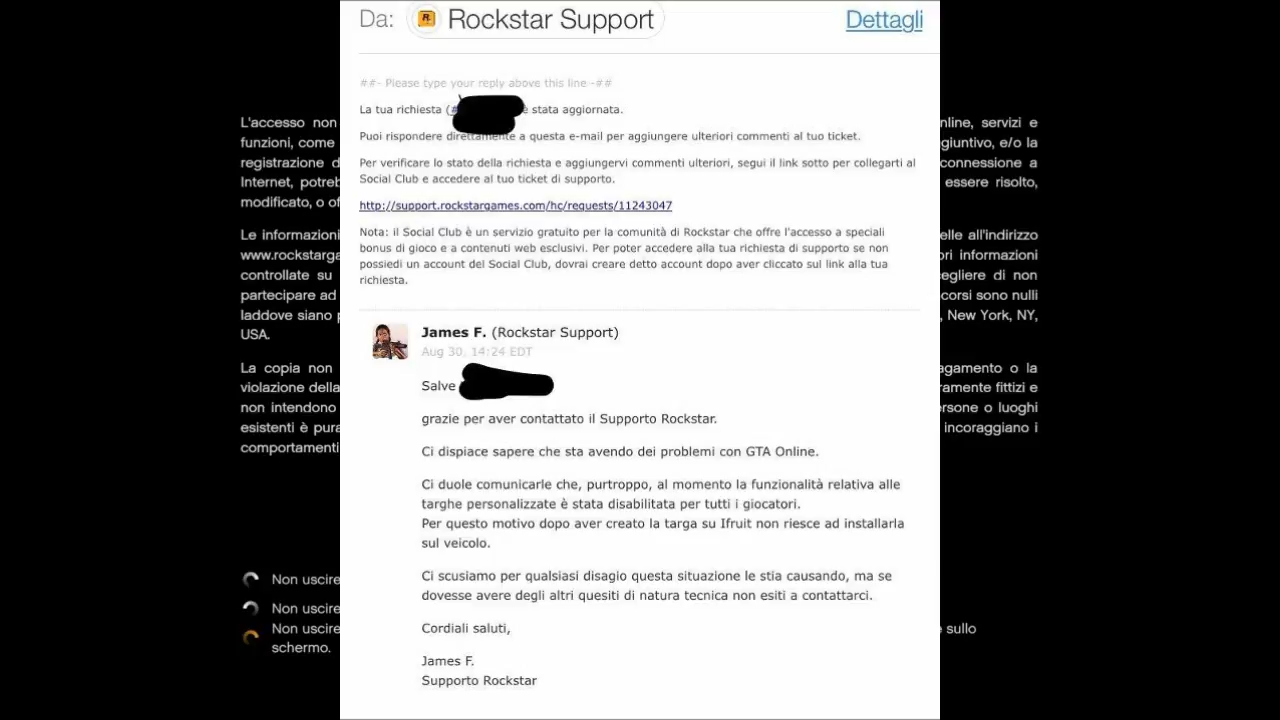 Da: Rockstar Support Dettagli
##- Please type your reply above this line -##
La tua richiesta (# è stata aggiornata.
Puoi rispondere direttamente a questa e-mail per aggiungere ulteriori commenti al tuo ticket.
Per verificare lo stato della richiesta e aggiungervi commenti ulteriori, segui il link sotto per collegarti al
Social Club e accedere al tuo ticket di supporto.
http://support.rockstargames.com/hc/requests/11243047
Nota: il Social Club è un servizio gratuito per la comunità di Rockstar che offre l'accesso a speciali
bonus di gioco e a contenuti web esclusivi. Per poter accedere alla tua richiesta di supporto se non
possiedi un account del Social Club, dovrai creare detto account dopo aver cliccato sul link alla tua
richiesta.
James F. (Rockstar Support)
Aug 30, 14:24 EDT
Salve
grazie per aver contattato il Supporto Rockstar.
Ci dispiace sapere che sta avendo dei problemi con GTA Online.
Ci duole comunicarle che, purtroppo, al momento la funzionalità relativa alle
targhe personalizzate è stata disabilitata per tutti i giocatori.
Per questo motivo dopo aver creato la targa su Ifruit non riesce ad installarla
sul veicolo.
Ci scusiamo per qualsiasi disagio questa situazione le stia causando, ma se
dovesse avere degli altri quesiti di natura tecnica non esiti a contattarci.
Cordiali saluti,
James F.
Supporto Rockstar
L'accesso non
funzioni, come
registrazione d
Internet, potreb
modificato, o of
Le informazioni
www.rockstarga
controllate su
partecipare ad
laddove siano p
USA.
La copia non
violazione della
non intendono
esistenti è pura
comportamenti
Non uscire
Non uscire
Non uscire
schermo.
nline, servizi e
giuntivo, e/o la
connessione a
essere risolto,
elle all'indirizzo
ori informazioni
cegliere di non
corsi sono nulli
, New York, NY,
agamento o la
ramente fittizi e
ersone o luoghi
incoraggiano i
e sullo